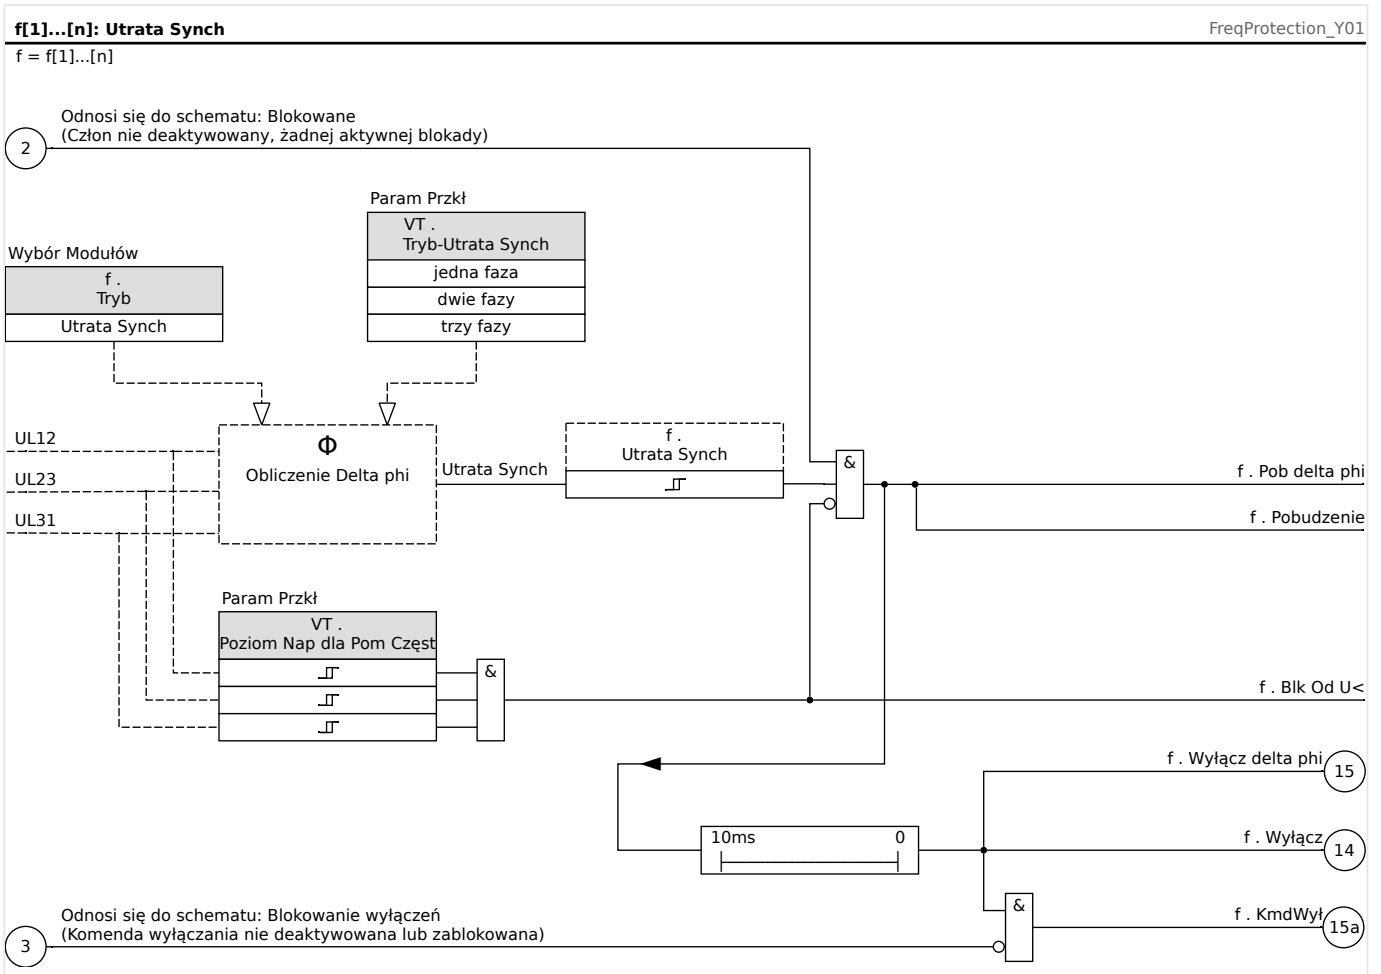 f[1]...[n]: Utrata Synch
FreqProtection_Y01
f = f[1]...[n]
Odnosi się do schematu: Blokowane
(Człon nie deaktywowany, żadnej aktywnej blokady)
2
Param Przkł
VT .
Tryb-Utrata Synch
jedna faza
dwie fazy
trzy fazy
Wybór Modułów
f .
Tryb
Utrata Synch
UL12
UL23
UL31
Φ
Obliczenie Delta phi
Utrata Synch
f .
Utrata Synch
&
f . Pob delta phi
f . Pobudzenie
Param Przkł
VT .
Poziom Nap dla Pom Częst
&
f . Blk Od U<
f . Wyłącz delta phi
15
10ms 0
f . Wyłącz
14
Odnosi się do schematu: Blokowanie wyłączeń
(Komenda wyłączania nie deaktywowana lub zablokowana)
3
&
f . KmdWył
15a